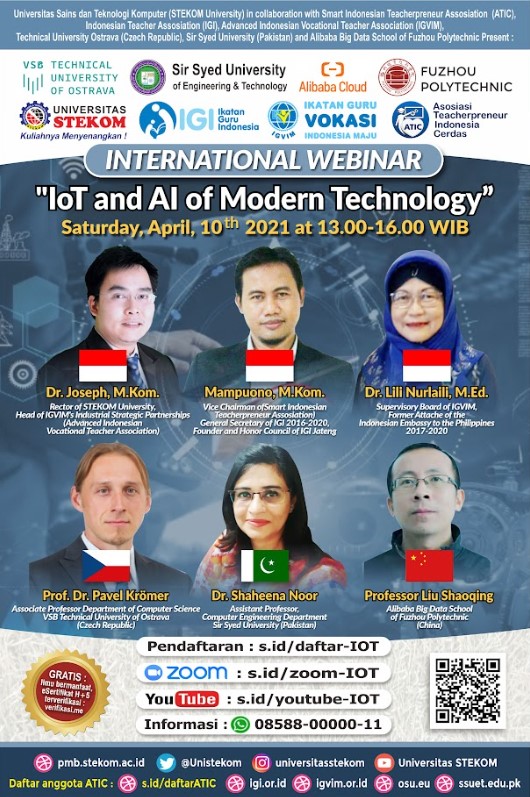 Universitas Sains dan Teknologi Komputer (STEKOM University) in collaboration with Smart Indonesian Teacherpreneur Assosiation (ATIC),
Indonesian Teacher Assosiation (IGI), Advanced Indonesian Vocational Teacher Association (IGVIM),
Technical University Ostrava (Czech Republic), Sir Syed University (Pakistan) and Alibaba Big Data School of Fuzhou Polytechnic Present :
VSB TECHNICAL
UNIVERSITY
OF OSTRAVA
Sir Syed University
of Engineering & Technology
Alibaba Cloud
FUZHOU
POLYTECHNIC
UNIVERSITAS
STEKOM
Kuliahnya Menyenangkan !
IGI
Ikatan
Guru
Indonesia
IGVIM
IKATAN GURU
VOKASI
INDONESIA MAJU
ATIC
Asosiasi
Teacherpreneur
Indonesia
Cerdas
INTERNATIONAL WEBINAR
"IoT and AI of Modern Technology”
Saturday, April, 10th 2021 at 13.00-16.00 WIB
Dr. Joseph, M.Kom.
Rector of STEKOM University,
Head of IGVIM's Industrial Strategic Partnerships
(Advanced Indonesian
Vocational Teacher Association)
Mampuono, M.Kom.
Vice Chairman ofSmart Indonesian
Teacherpreneur Assosiation)
General Secretary of IGI 2016-2020,
Founder and Honor Council of IGI Jateng
Dr. Lili Nurlaili, M.Ed.
Supervisory Board of IGVIM,
Former Attache of the
Indonesian Embassy to the Philippines
2017-2020
Prof. Dr. Pavel Krömer
Associate Professor Department of Computer Science
VSB Technical University of Ostrava
(Czech Republic)
Dr. Shaheena Noor
Assistant Professor,
Computer Engineering Department
Sir Syed University (Pakistan)
Professor Liu Shaoqing
Alibaba Big Data School
of Fuzhou Polytechnic
(China)
Pendaftaran : s.id/daftar-IOT
zoom : s.id/zoom-IOT
YouTube : s.id/youtube-IOT
Informasi : 08588-00000-11
GRATIS :
Ilmu bermanfaat,
eSertifikat H+5
terverifikasi :
verifikasi.me
pmb.stekom.ac.id @Unistekom universitasstekom Universitas STEKOM
Daftar anggota ATIC : s.id/daftarATIC igi.or.id igvim.or.id osu.eu ssuet.edu.pk